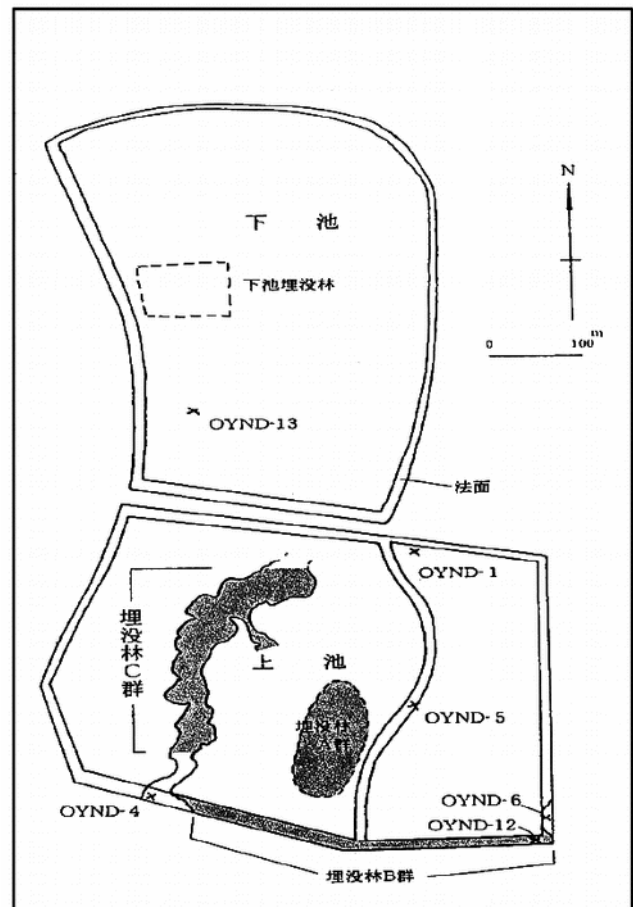 N
下池
下池埋没林
m
0 100
OYND-13
法面
OYND-1
埋没林C群
上池
埋没林
A群
OYND-5
OYND-6
OYND-4
OYND-12
埋没林B群